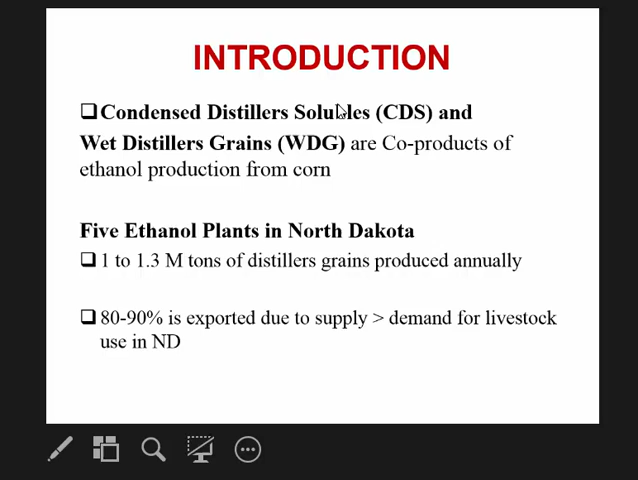 INTRODUCTION
❑Condensed Distillers Solubles (CDS) and
Wet Distillers Grains (WDG) are Co-products of
ethanol production from corn
Five Ethanol Plants in North Dakota
❑1 to 1.3 M tons of distillers grains produced annually
❑80-90% is exported due to supply > demand for livestock
use in ND